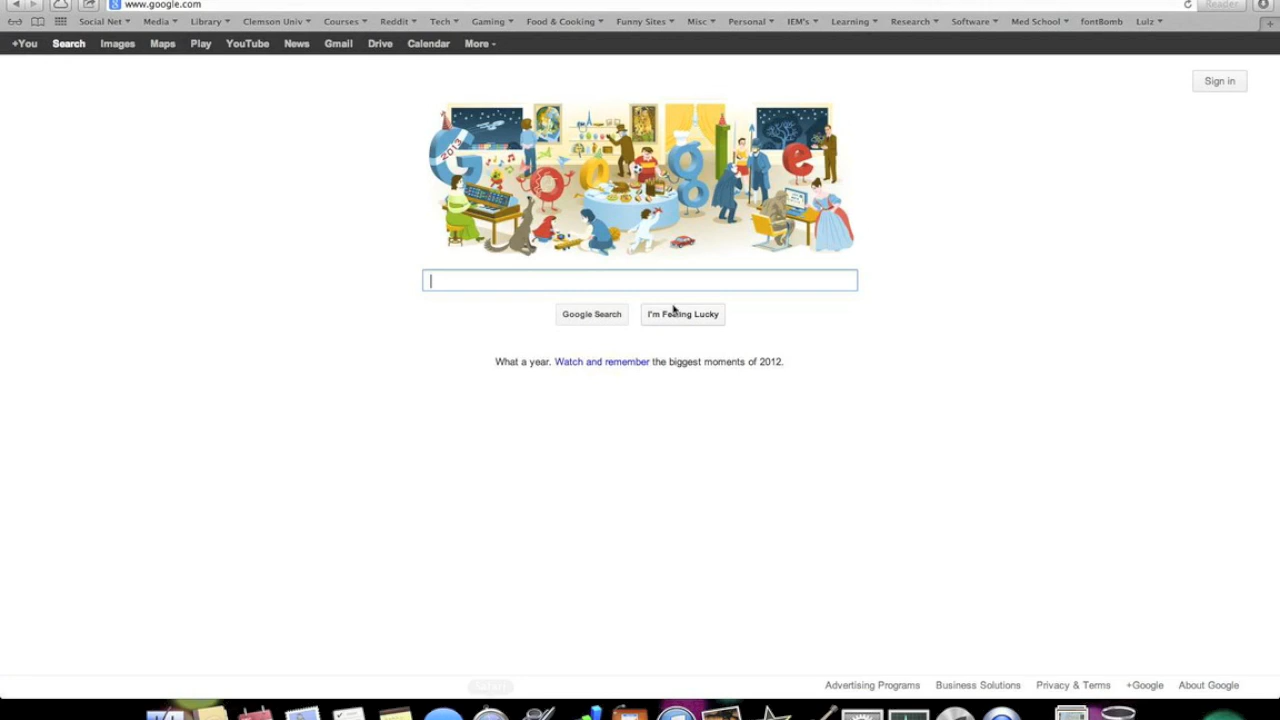 www.google.com
Reader
Social Net Media Library Clemson Univ Courses Reddit Tech Gaming Food & Cooking Funny Sites Misc Personal IEM's Learning Research Software Med School fontBomb Lulz
+You Search Images Maps Play YouTube News Gmail Drive Calendar More
Sign in
2013
Google Search I'm Feeling Lucky
What a year. Watch and remember the biggest moments of 2012.
Advertising Programs Business Solutions Privacy & Terms +Google About Google